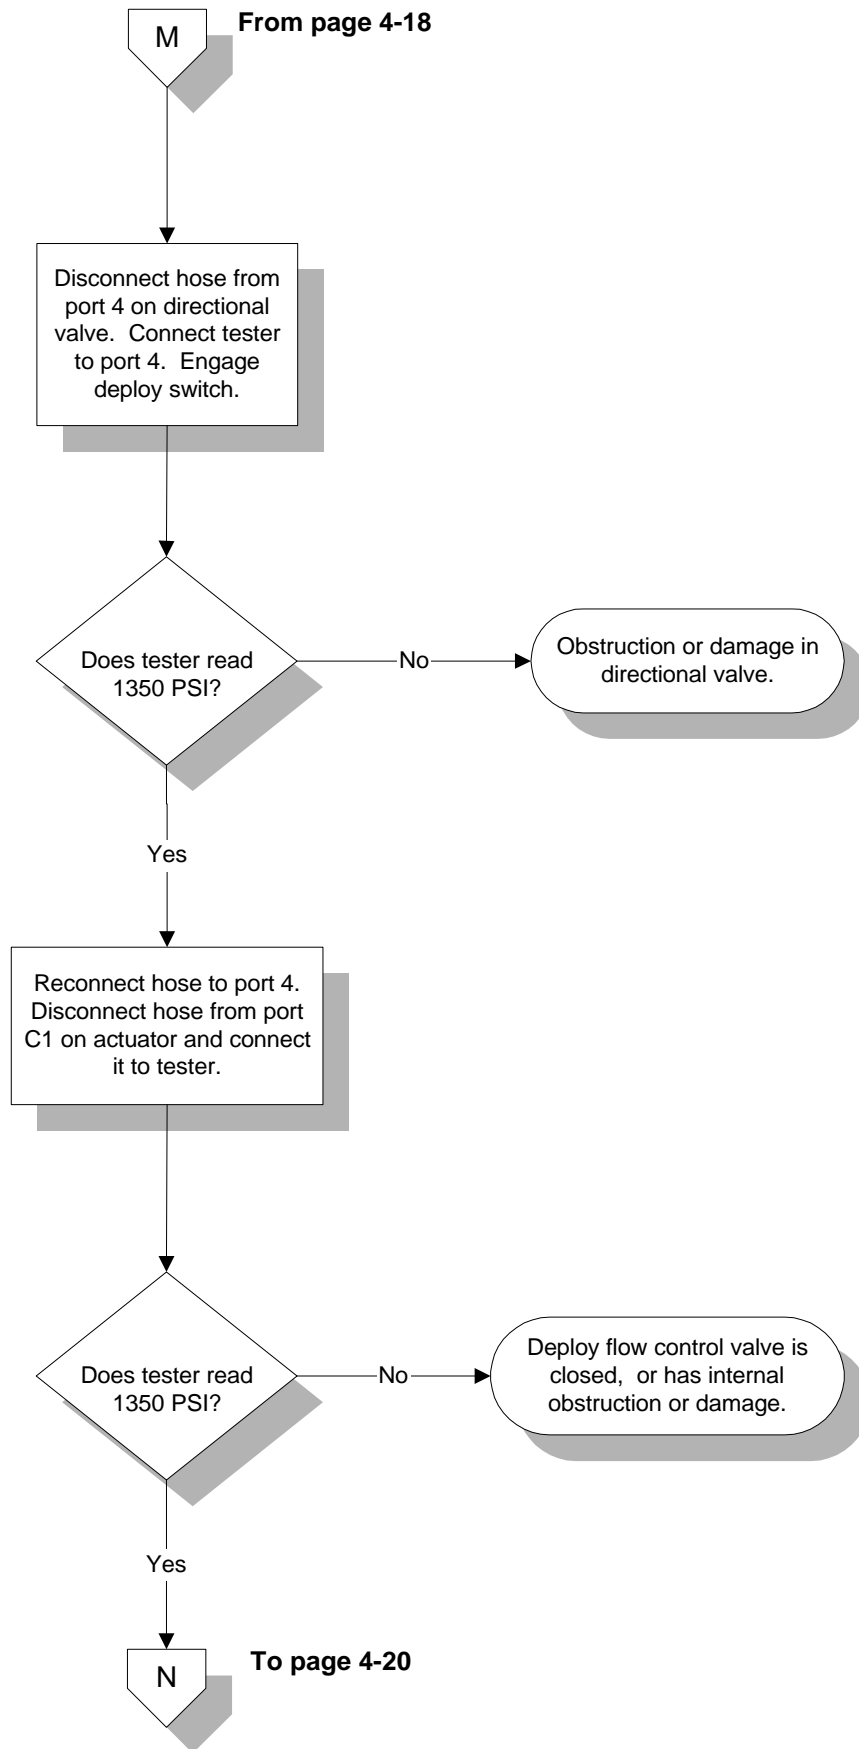 M
From page 4-18
Disconnect hose from
port 4 on directional
valve.  Connect tester
to port 4.  Engage
deploy switch.
Does tester read
1350 PSI?
No
Obstruction or damage in
directional valve.
Yes
Reconnect hose to port 4.
Disconnect hose from port
C1 on actuator and connect
it to tester.
Does tester read
1350 PSI?
No
Deploy flow control valve is
closed,  or has internal
obstruction or damage.
Yes
N
To page 4-20